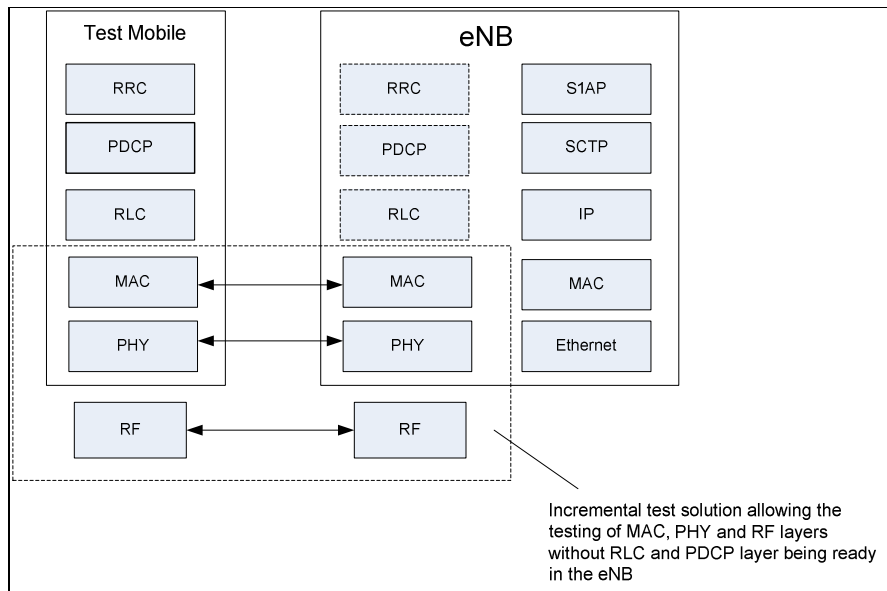 Test Mobile
RRC
PDCP
RLC
MAC
PHY
RF
eNB
RRC
PDCP
RLC
MAC
PHY
RF
S1AP
SCTP
IP
MAC
Ethernet
Incremental test solution allowing the
testing of MAC, PHY and RF layers
without RLC and PDCP layer being ready
in the eNB